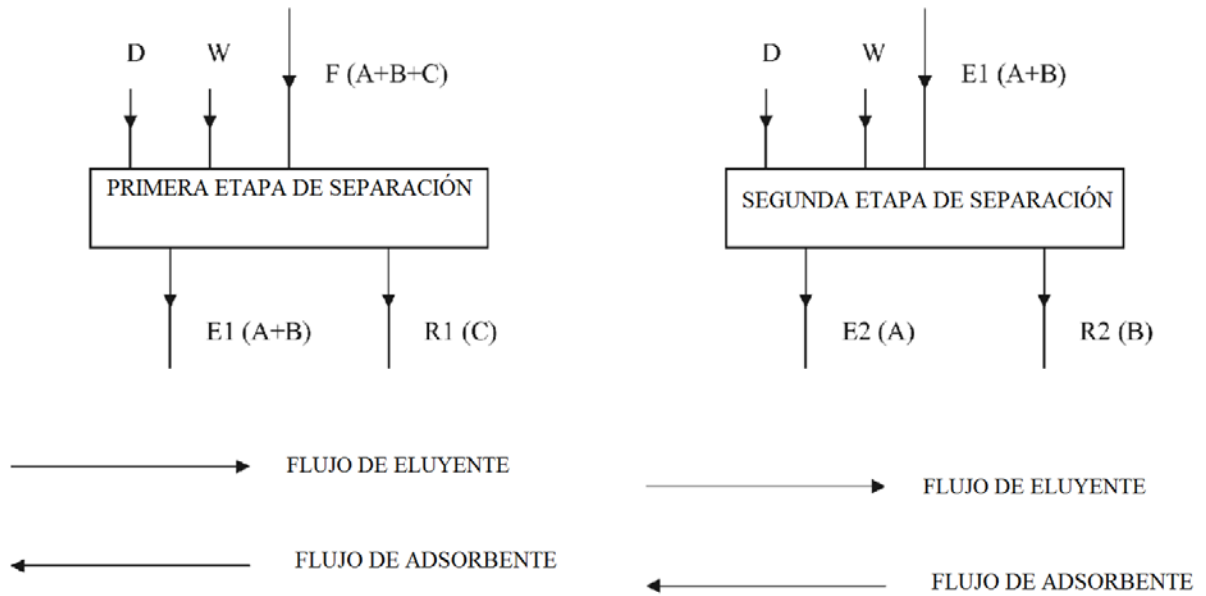 D
W
F (A+B+C)
PRIMERA ETAPA DE SEPARACIÓN
E1 (A+B)
R1 (C)
FLUJO DE ELUYENTE
FLUJO DE ADSORBENTE
D
W
E1 (A+B)
SEGUNDA ETAPA DE SEPARACIÓN
E2 (A)
R2 (B)
FLUJO DE ELUYENTE
FLUJO DE ADSORBENTE